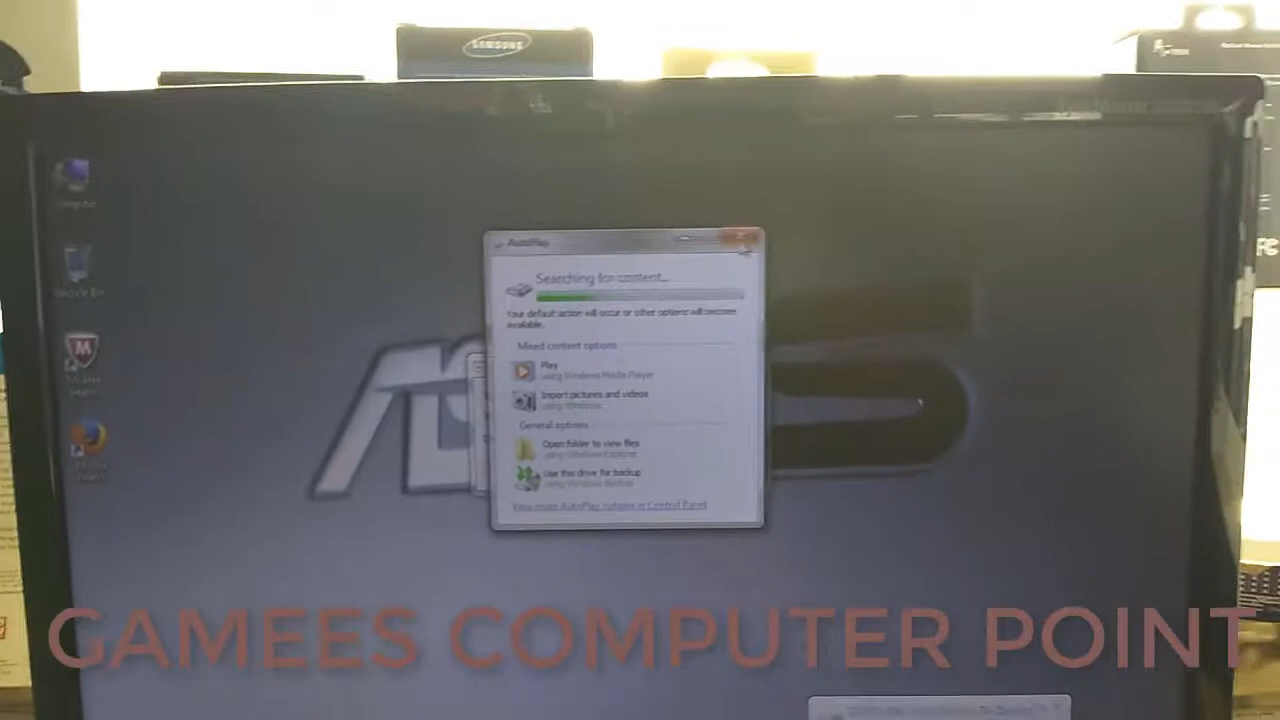 SAMSUNG
AutoPlay
Searching for content...
Your default action will occur or other options will become
available.
Mixed content options
Play
using Windows Media Player
Import pictures and videos
using Windows
General options
Open folder to view files
using Windows Explorer
Use this drive for backup
using Windows Backup
View more AutoPlay options in Control Panel
Computer
Recycle Bin
GAMEES COMPUTER POINT